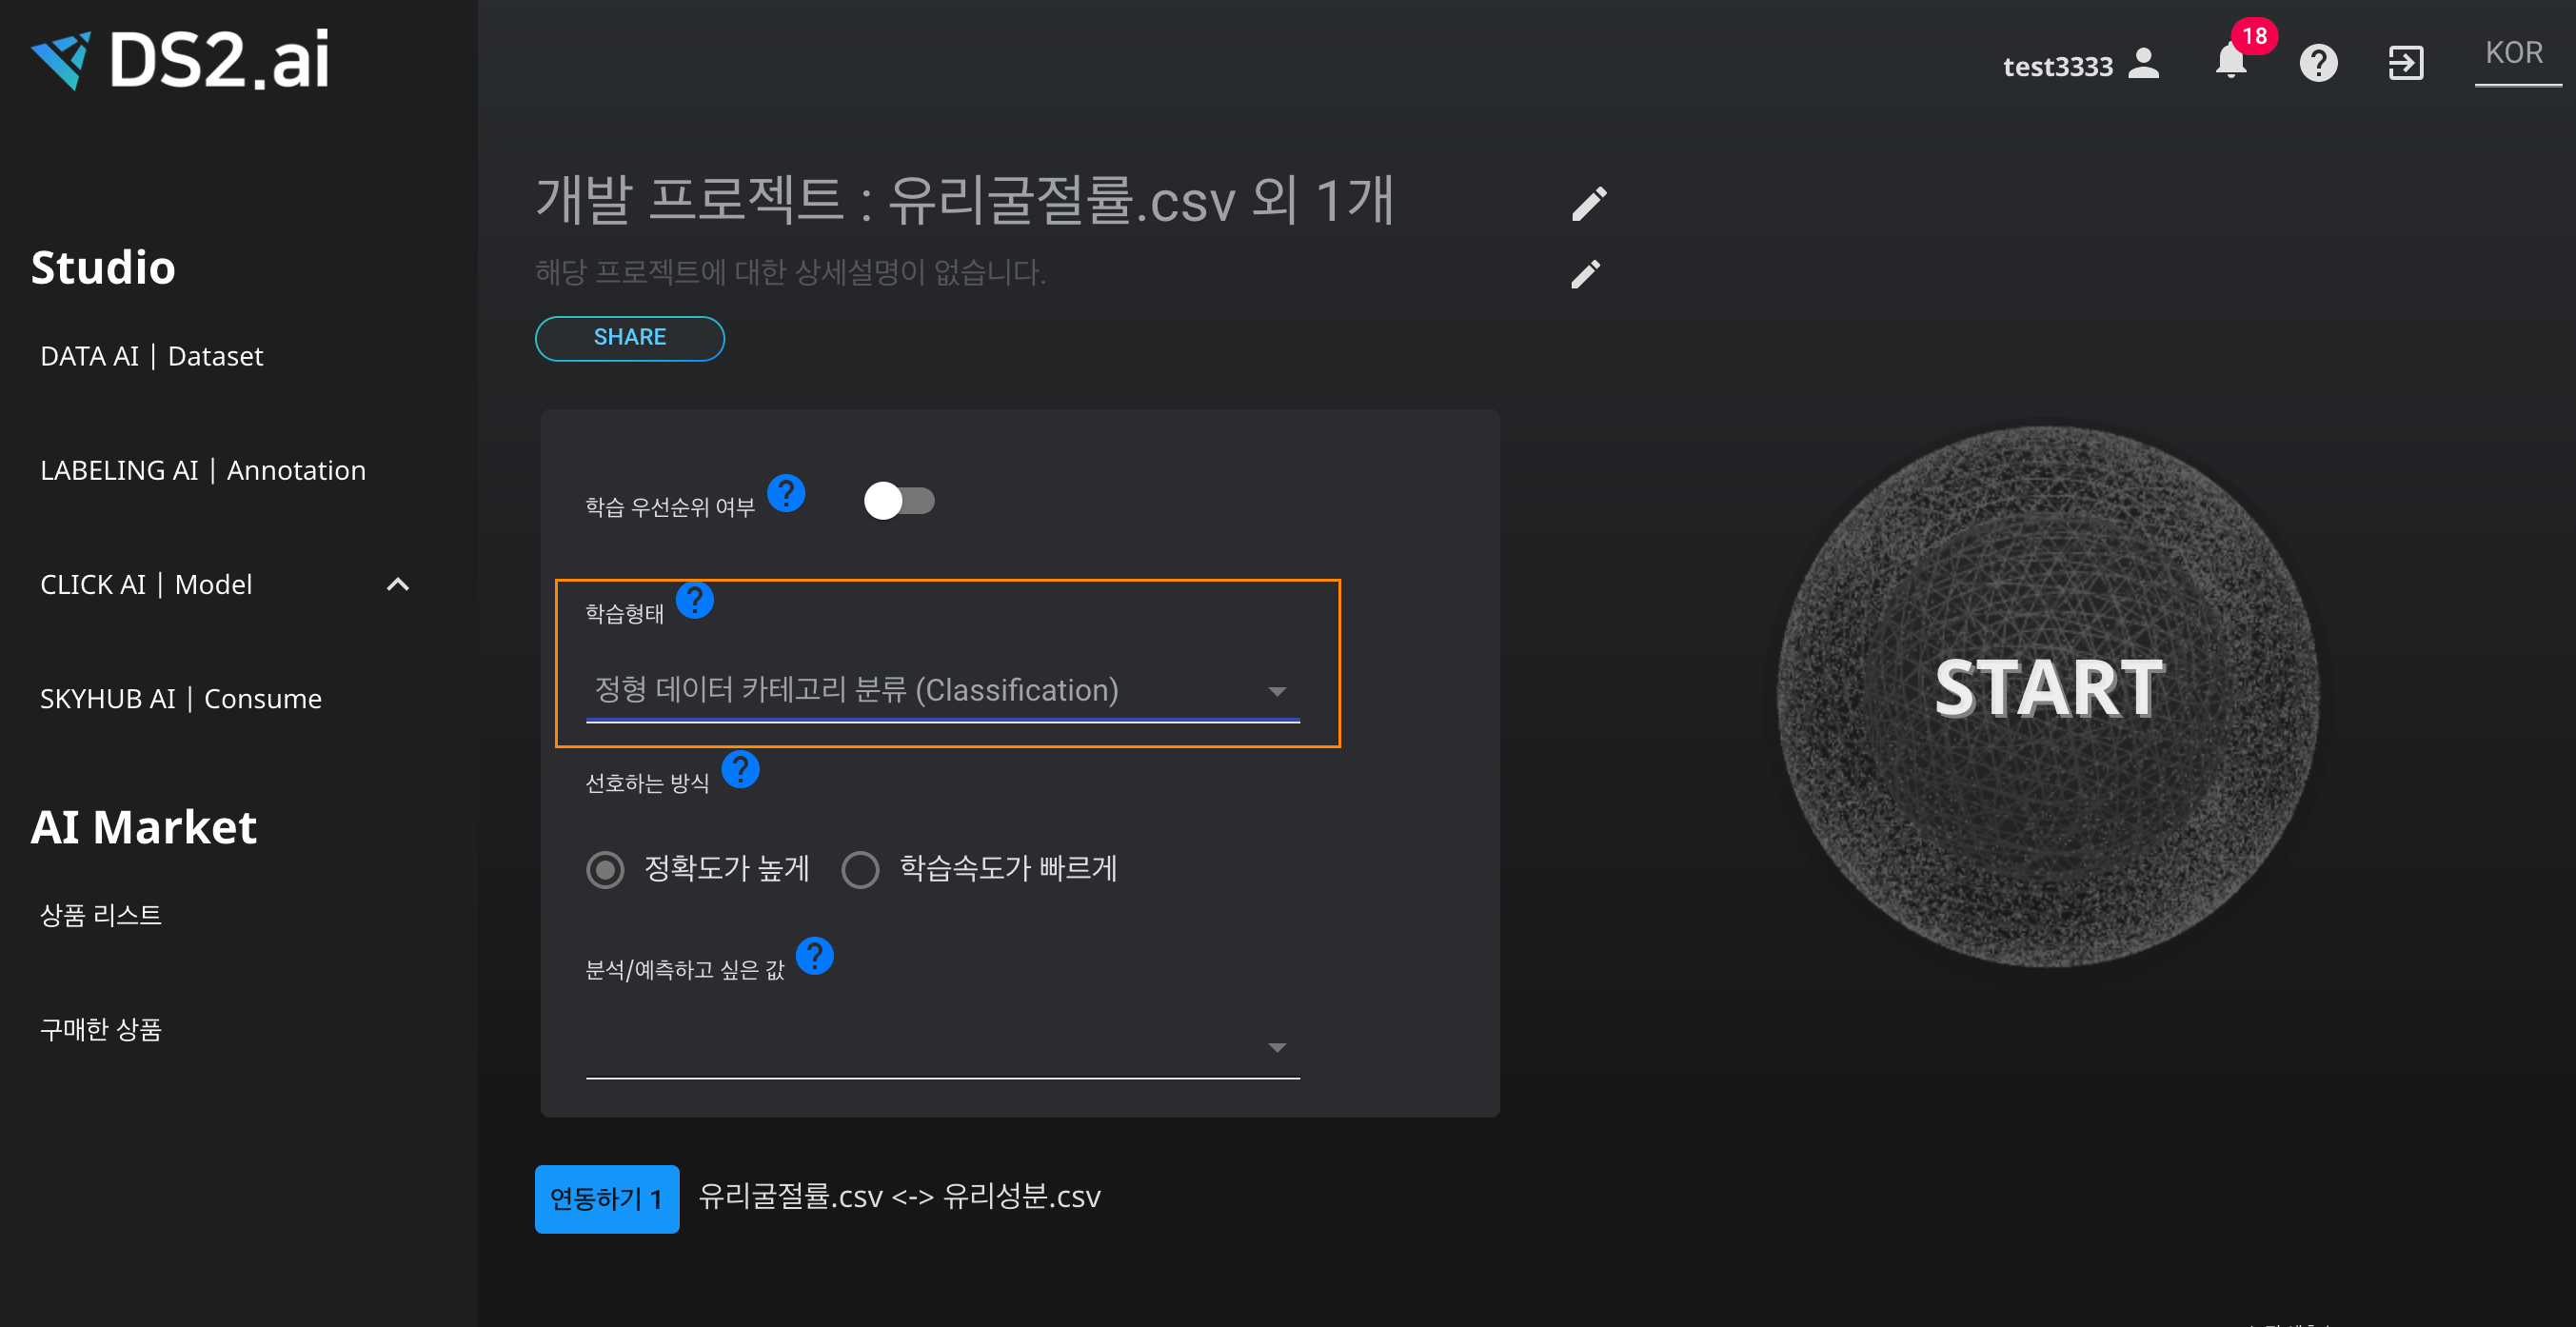 DS2.ai
test3333
18
KOR
Studio
DATA AI | Dataset
LABELING AI | Annotation
CLICK AI | Model
SKYHUB AI | Consume
AI Market
상품 리스트
구매한 상품
개발 프로젝트 : 유리굴절률.csv 외 1개
해당 프로젝트에 대한 상세설명이 없습니다.
SHARE
학습 우선순위 여부 ?
학습형태 ?
정형 데이터 카테고리 분류 (Classification)
선호하는 방식 ?
정확도가 높게 학습속도가 빠르게
분석/예측하고 싶은 값 ?
START
연동하기 1 유리굴절률.csv <-> 유리성분.csv